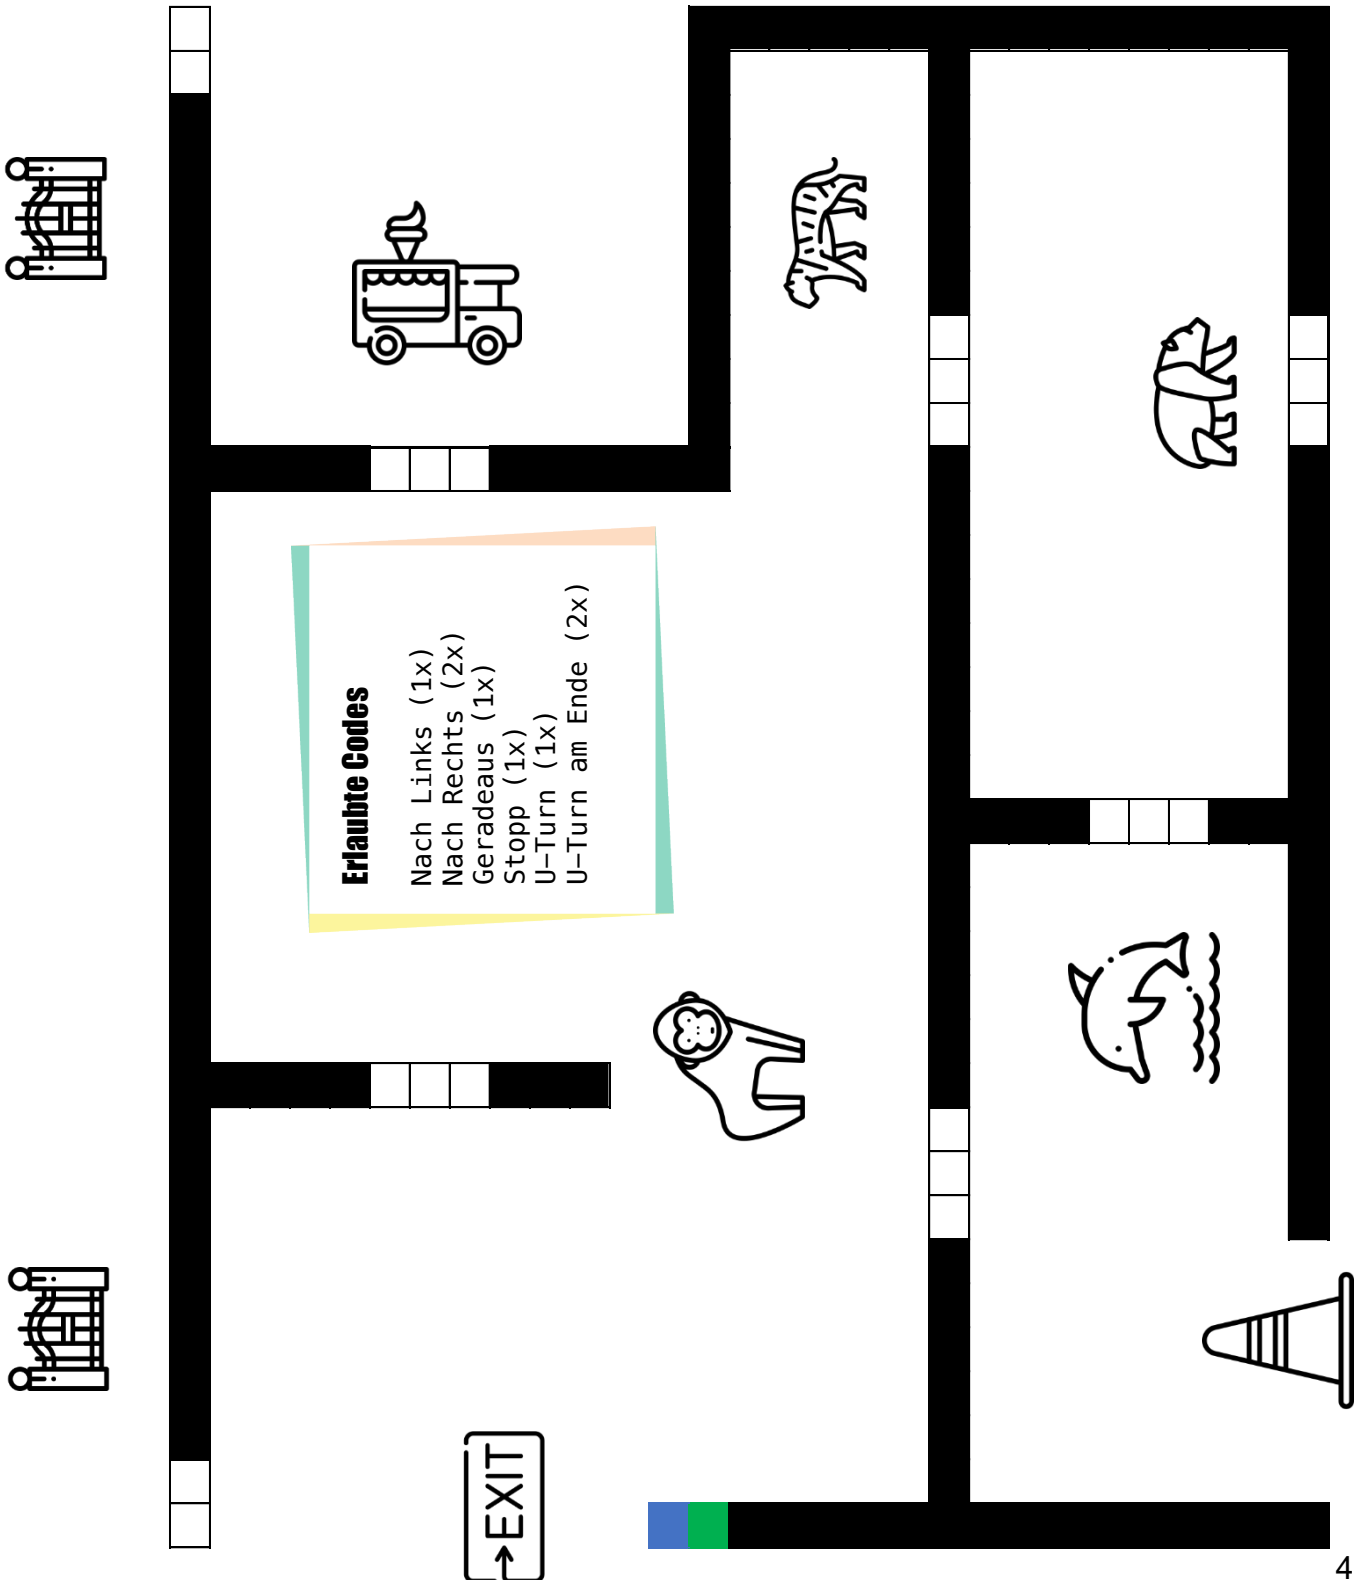 Erlaubte Codes
Nach Links (1x)
Nach Rechts (2x)
Geradeaus (1x)
Stopp (1x)
U-Turn (1x)
U-Turn am Ende (2x)
EXIT
4